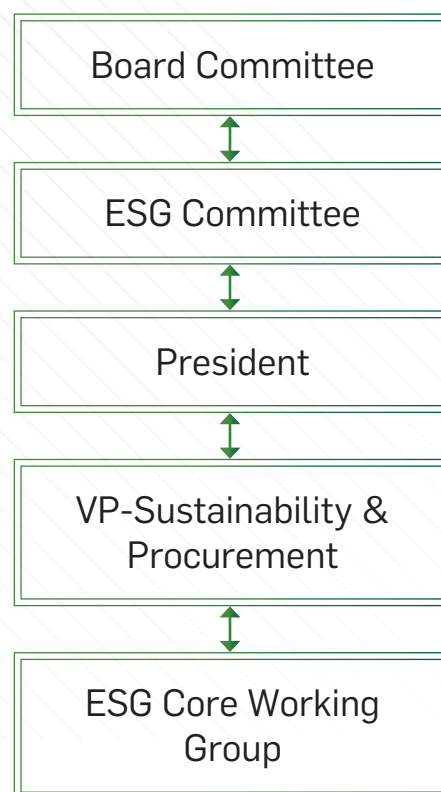 Board Committee
ESG Committee
President
VP-Sustainability &
Procurement
ESG Core Working
Group